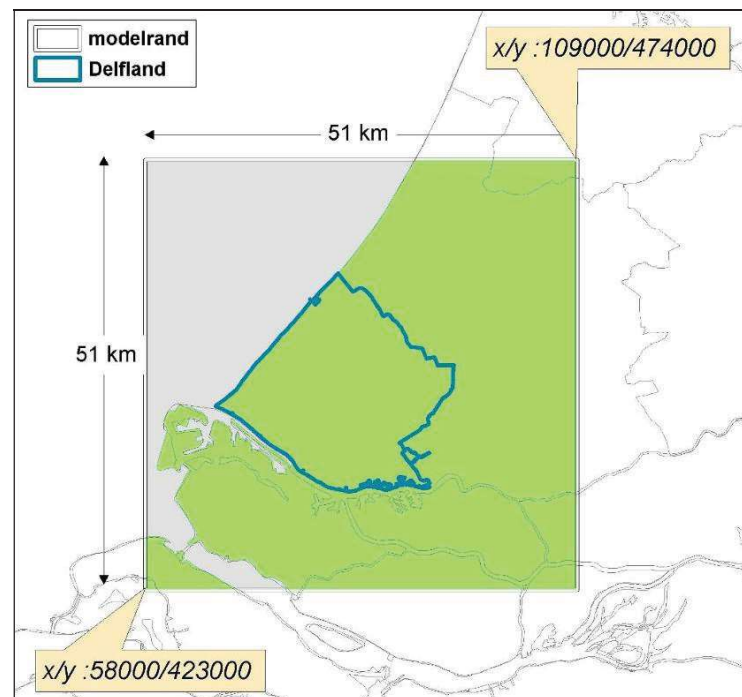 modelrand
Delfland
x/y :109000/474000
51 km
51 km
x/y :58000/423000